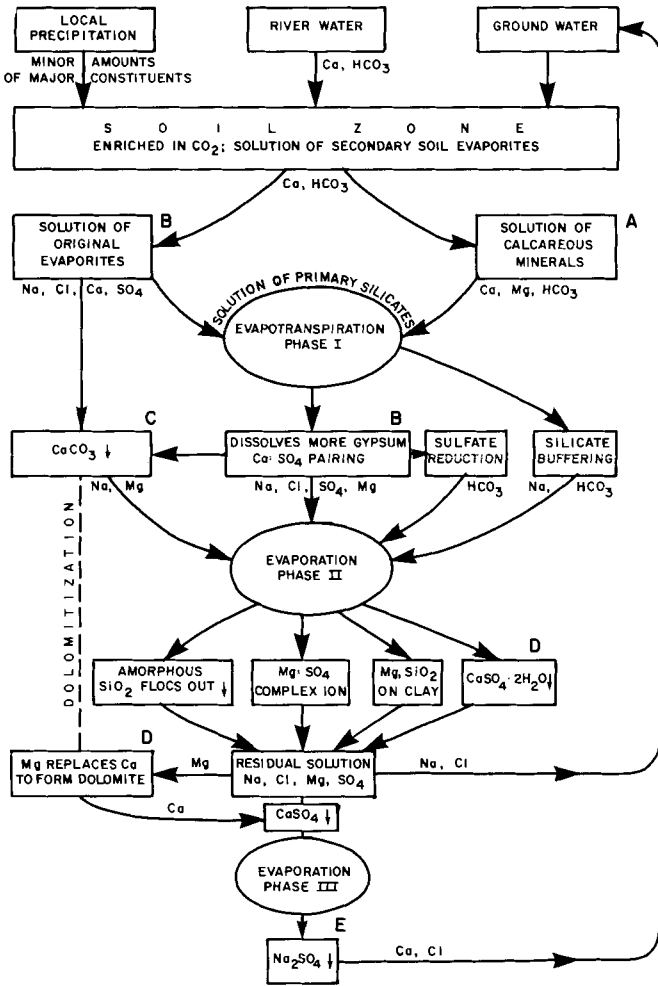 LOCAL
PRECIPITATION
RIVER WATER
GROUND WATER
MINOR AMOUNTS
OF MAJOR CONSTITUENTS
Ca, HCO₃
S O I L Z O N E
ENRICHED IN CO₂; SOLUTION OF SECONDARY SOIL EVAPORITES
Ca, HCO₃
B
SOLUTION OF
ORIGINAL
EVAPORITES
A
SOLUTION OF
CALCAREOUS
MINERALS
Na, Cl, Ca, SO₄
Ca, Mg, HCO₃
SOLUTION OF PRIMARY SILICATES
EVAPOTRANSPIRATION
PHASE I
C
CaCO₃ ↓
B
DISSOLVES MORE GYPSUM
Ca·SO₄ PAIRING
SULFATE
REDUCTION
SILICATE
BUFFERING
Na, Mg
Na, Cl, SO₄, Mg
HCO₃
Na, HCO₃
EVAPORATION
PHASE II
DOLOMITIZATION
AMORPHOUS
SiO₂ FLOCS OUT ↓
Mg·SO₄
COMPLEX ION
Mg, SiO₂
ON CLAY
D
CaSO₄·2H₂O↓
D
Mg REPLACES Ca
TO FORM DOLOMITE
Mg
RESIDUAL SOLUTION
Na, Cl, Mg, SO₄
Na, Cl
Ca
CaSO₄ ↓
EVAPORATION
PHASE III
E
Na₂SO₄ ↓
Ca, Cl